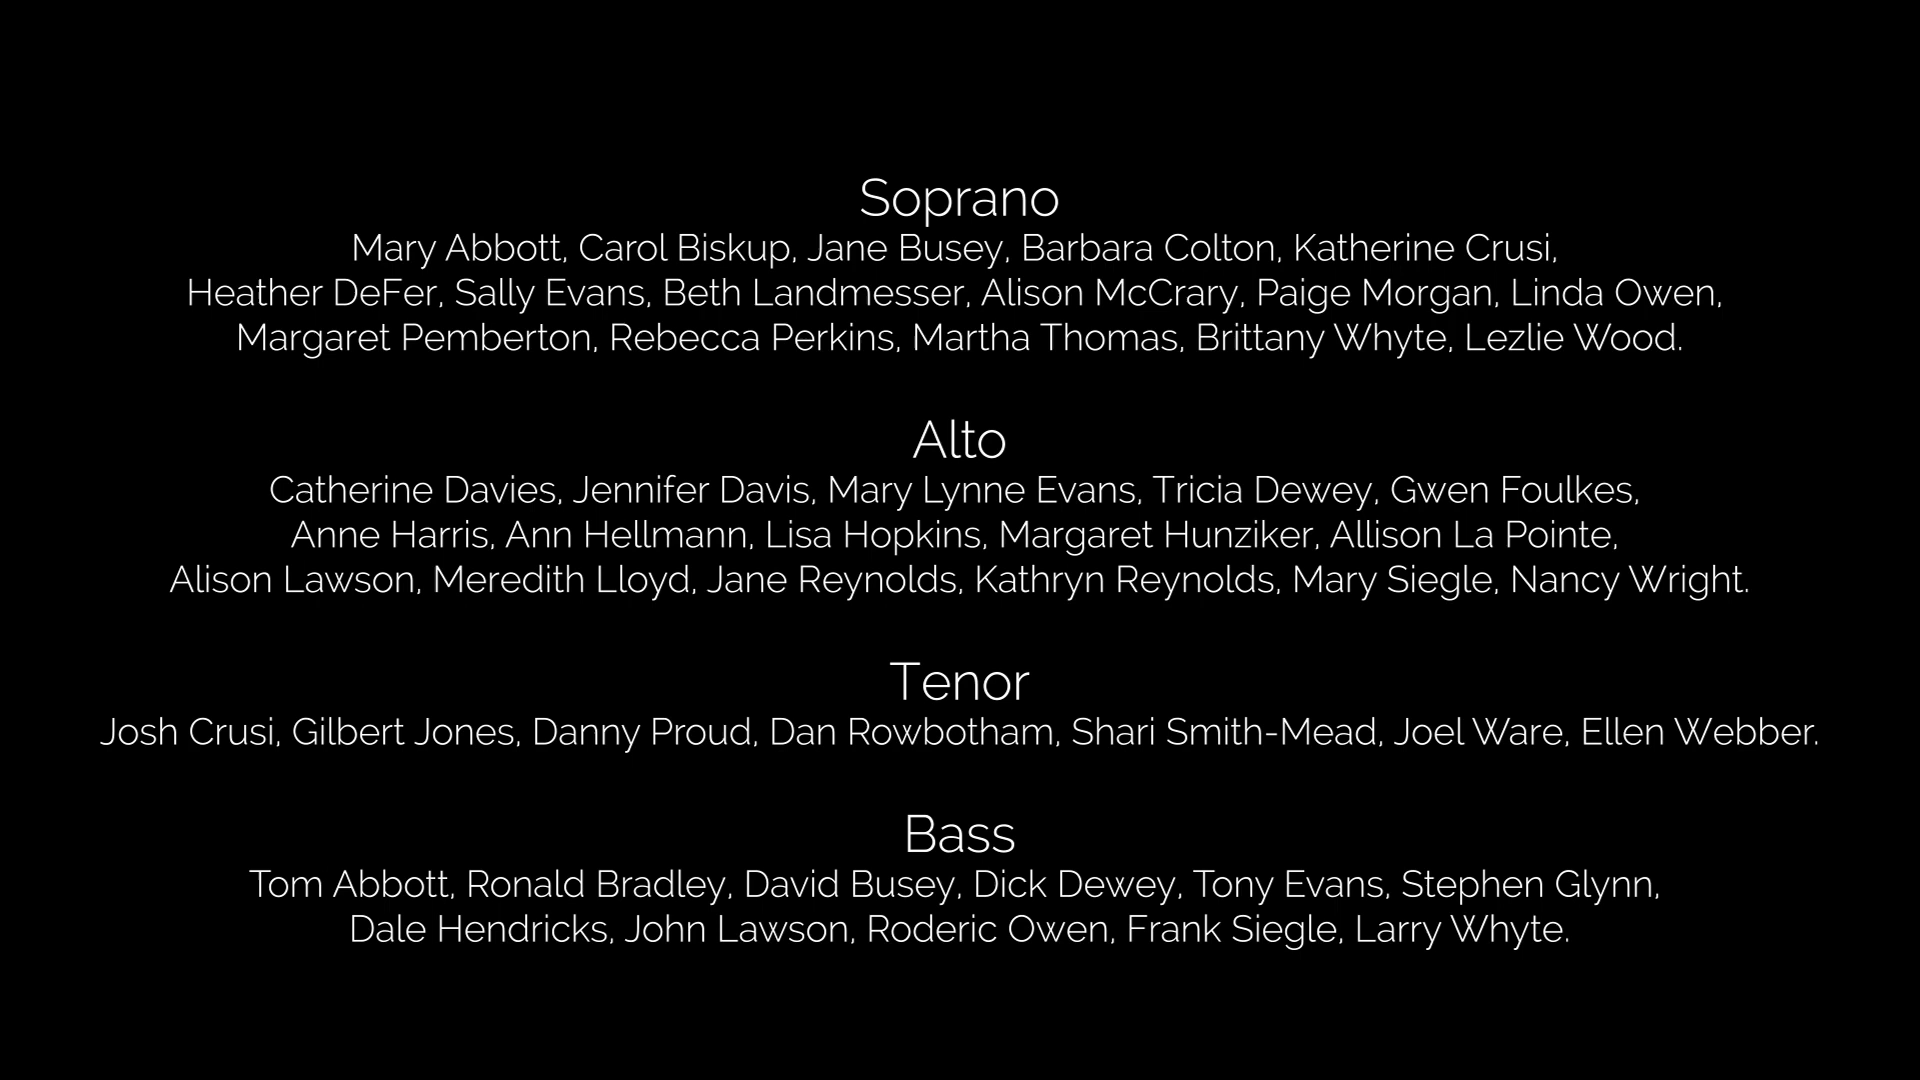 Soprano
Mary Abbott, Carol Biskup, Jane Busey, Barbara Colton, Katherine Crusi,
Heather DeFer, Sally Evans, Beth Landmesser, Alison McCrary, Paige Morgan, Linda Owen,
Margaret Pemberton, Rebecca Perkins, Martha Thomas, Brittany Whyte, Lezlie Wood.
Alto
Catherine Davies, Jennifer Davis, Mary Lynne Evans, Tricia Dewey, Gwen Foulkes,
Anne Harris, Ann Hellmann, Lisa Hopkins, Margaret Hunziker, Allison La Pointe,
Alison Lawson, Meredith Lloyd, Jane Reynolds, Kathryn Reynolds, Mary Siegle, Nancy Wright.
Tenor
Josh Crusi, Gilbert Jones, Danny Proud, Dan Rowbotham, Shari Smith-Mead, Joel Ware, Ellen Webber.
Bass
Tom Abbott, Ronald Bradley, David Busey, Dick Dewey, Tony Evans, Stephen Glynn,
Dale Hendricks, John Lawson, Roderic Owen, Frank Siegle, Larry Whyte.